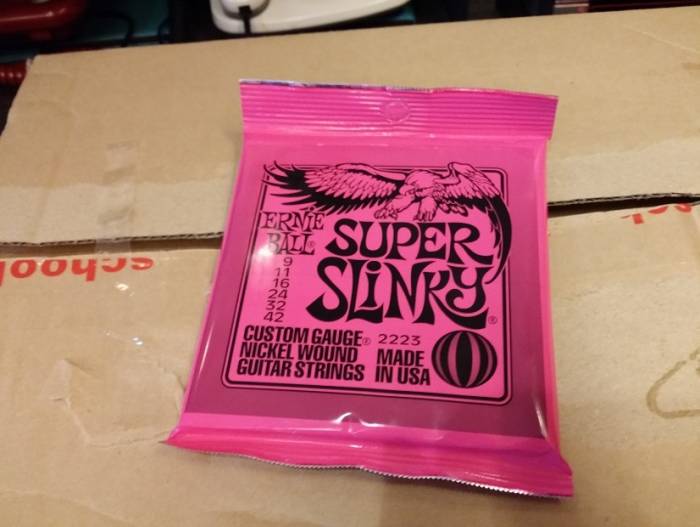 ERNiE
BALL®
SUPER
SLiNKY®
9
11
16
24
32
42
CUSTOM GAUGE®
NICKEL WOUND
GUITAR STRINGS
2223
MADE
IN USA
school